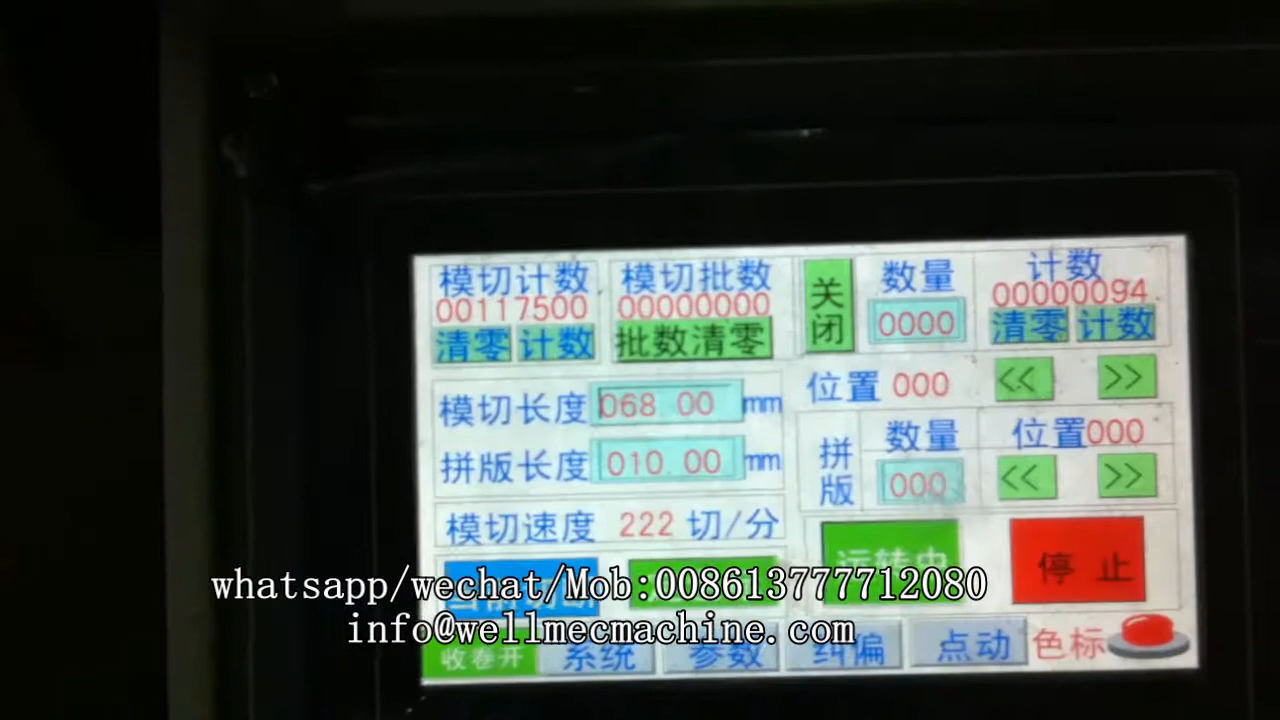 模切计数 模切批数 关闭 数量 计数
00117500 00000000 0000 00000094
清零 计数 批数清零 清零 计数
模切长度 068.00 mm 位置 000 << >>
拼版长度 010.00 mm 拼版 数量 位置000
000 << >>
模切速度 222 切/分
运转中 停止
whatsapp/wechat/Mob:008613777712080
info@wellmecmachine.com
收卷开 系统 参数 纠偏 点动 色标